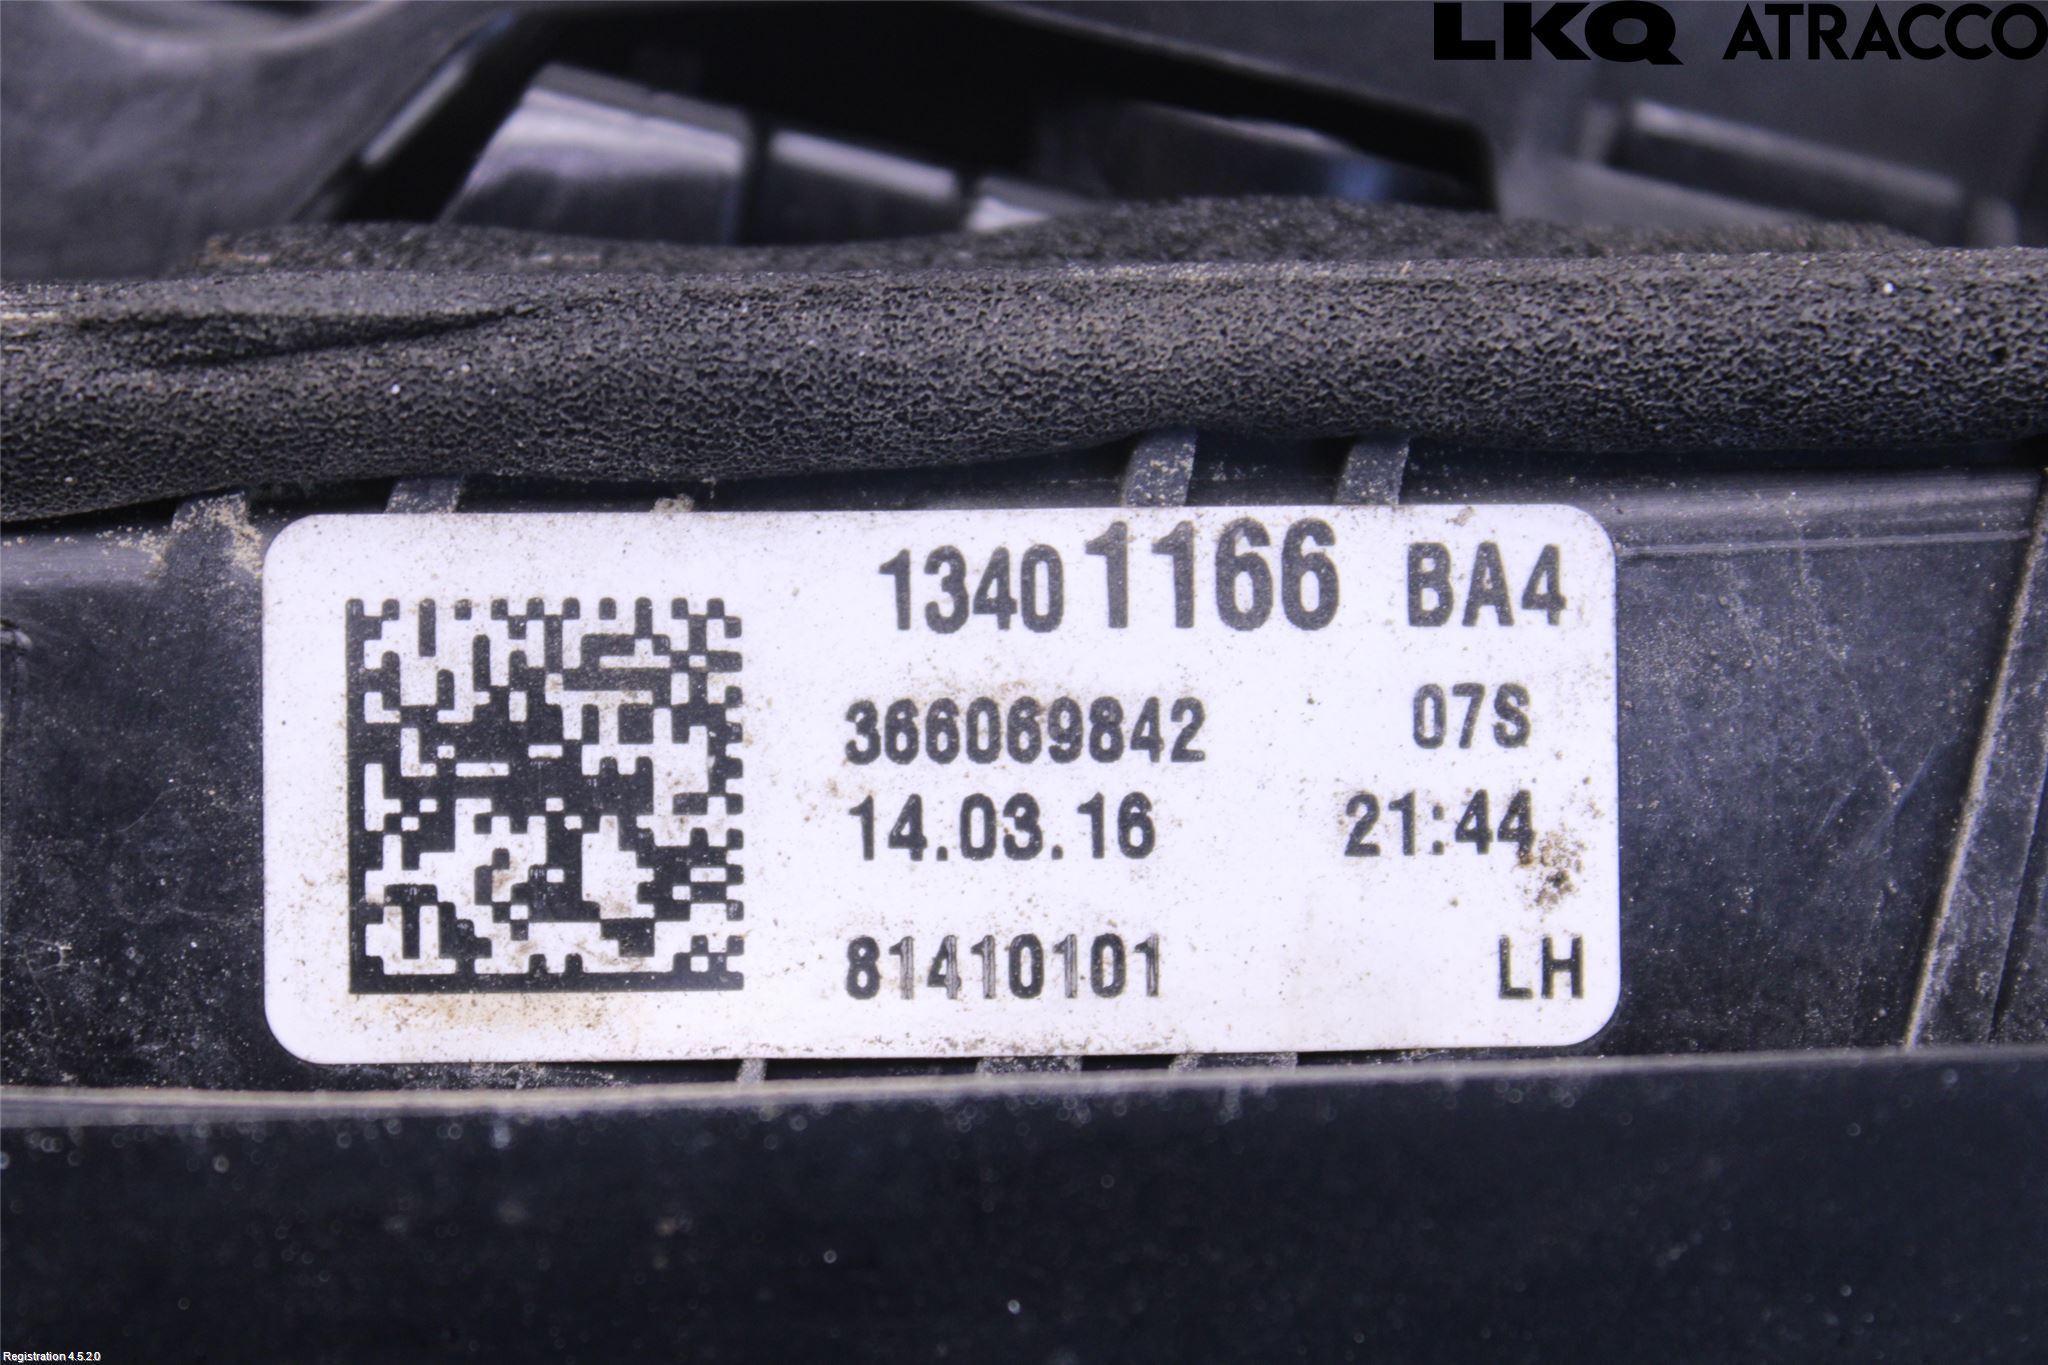 LKQ ATRACCO
13401166 BA4
366069842 07S
14.03.16 21:44
81410101 LH
Registration 4.5.2.0